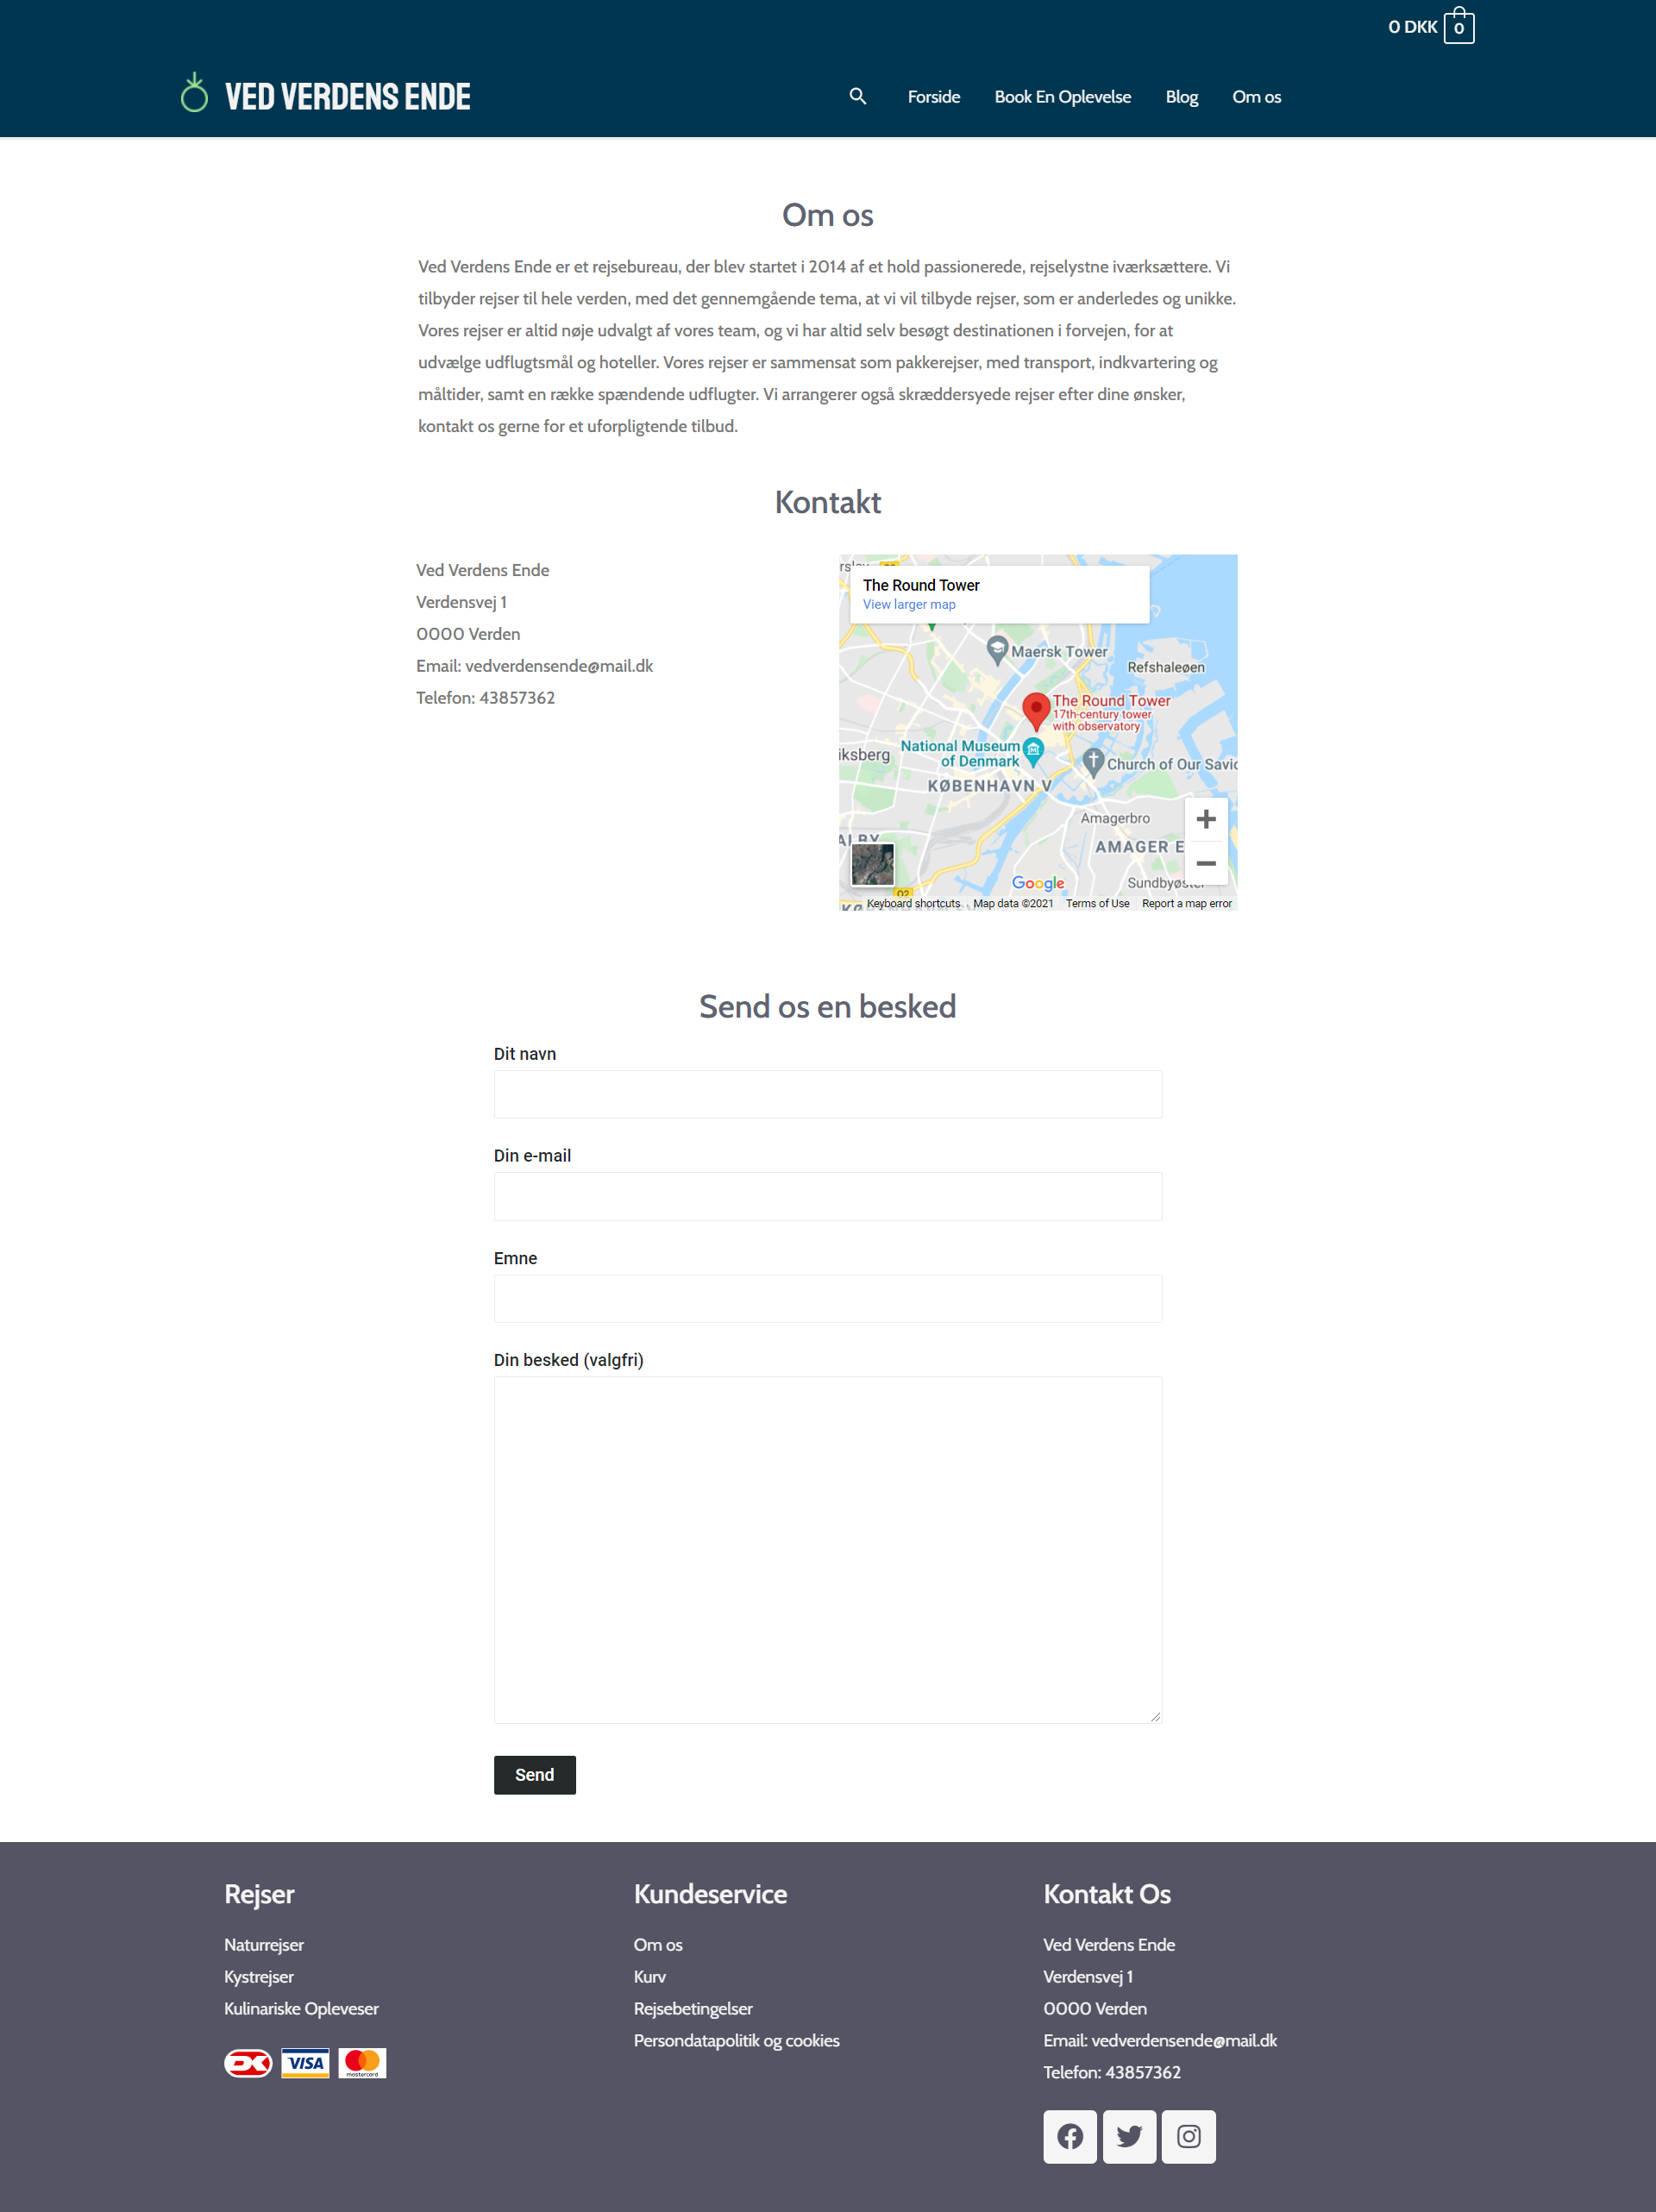 0 DKK 0
VED VERDENS ENDE
Forside Book En Oplevelse Blog Om os
Om os
Ved Verdens Ende er et rejsebureau, der blev startet i 2014 af et hold passionerede, rejselystne iværksættere. Vi
tilbyder rejser til hele verden, med det gennemgående tema, at vi vil tilbyde rejser, som er anderledes og unikke.
Vores rejser er altid nøje udvalgt af vores team, og vi har altid selv besøgt destinationen i forvejen, for at
udvælge udflugtsmål og hoteller. Vores rejser er sammensat som pakkerejser, med transport, indkvartering og
måltider, samt en række spændende udflugter. Vi arrangerer også skræddersyede rejser efter dine ønsker,
kontakt os gerne for et uforpligtende tilbud.
Kontakt
Ved Verdens Ende
Verdensvej 1
0000 Verden
Email: vedverdensende@mail.dk
Telefon: 43857362
The Round Tower
View larger map
Maersk Tower
Refshaleøen
The Round Tower
17th-century tower
with observatory
National Museum
of Denmark
iksberg
Church of Our Savio
KØBENHAVN V
Amagerbro
ALBY
AMAGER
Google
Sundbyøster
02
Keyboard shortcuts Map data ©2021 Terms of Use Report a map error
Send os en besked
Dit navn
Din e-mail
Emne
Din besked (valgfri)
Send
Rejser
Naturrejser
Kystrejser
Kulinariske Opleveser
DK VISA mastercard
Kundeservice
Om os
Kurv
Rejsebetingelser
Persondatapolitik og cookies
Kontakt Os
Ved Verdens Ende
Verdensvej 1
0000 Verden
Email: vedverdensende@mail.dk
Telefon: 43857362